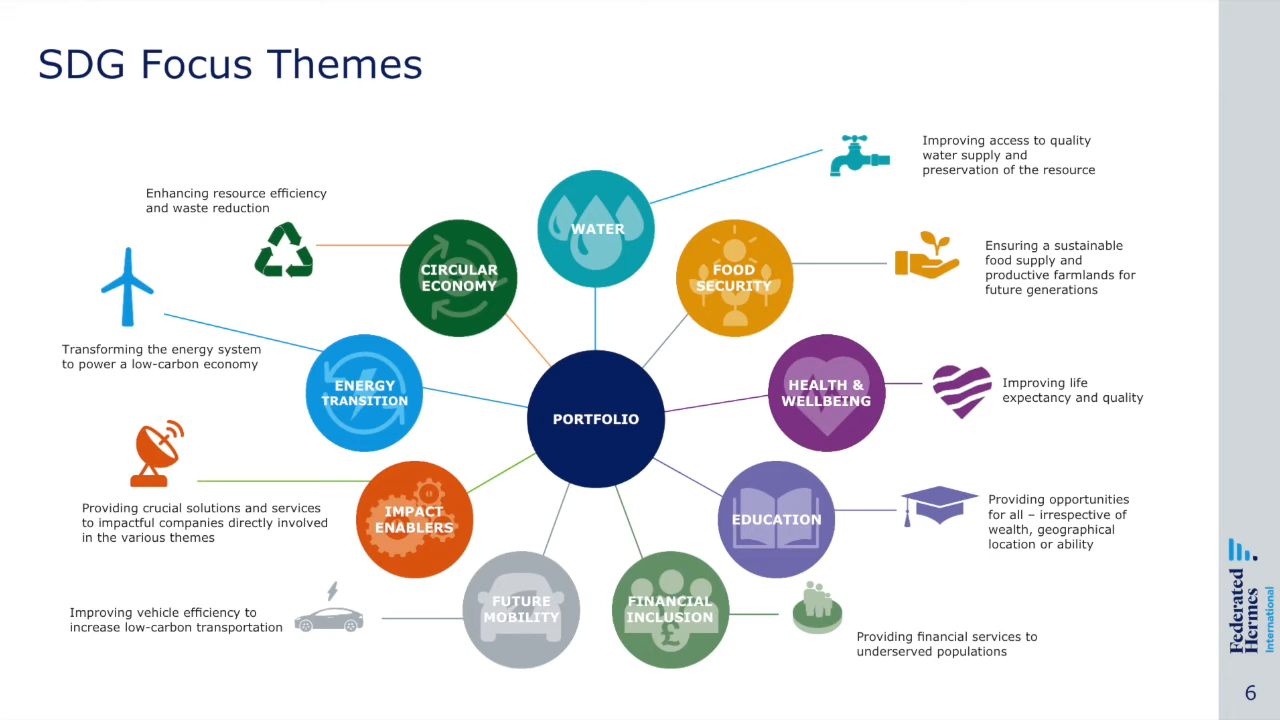 SDG Focus Themes
Improving access to quality
water supply and
preservation of the resource
Enhancing resource efficiency
and waste reduction
WATER
CIRCULAR
ECONOMY
FOOD
SECURITY
Ensuring a sustainable
food supply and
productive farmlands for
future generations
Transforming the energy system
to power a low-carbon economy
ENERGY
TRANSITION
HEALTH &
WELLBEING
Improving life
expectancy and quality
PORTFOLIO
Providing crucial solutions and services
to impactful companies directly involved
in the various themes
IMPACT
ENABLERS
EDUCATION
Providing opportunities
for all – irrespective of
wealth, geographical
location or ability
Improving vehicle efficiency to
increase low-carbon transportation
FUTURE
MOBILITY
FINANCIAL
INCLUSION
£
Providing financial services to
underserved populations
Federated
Hermes
International
6